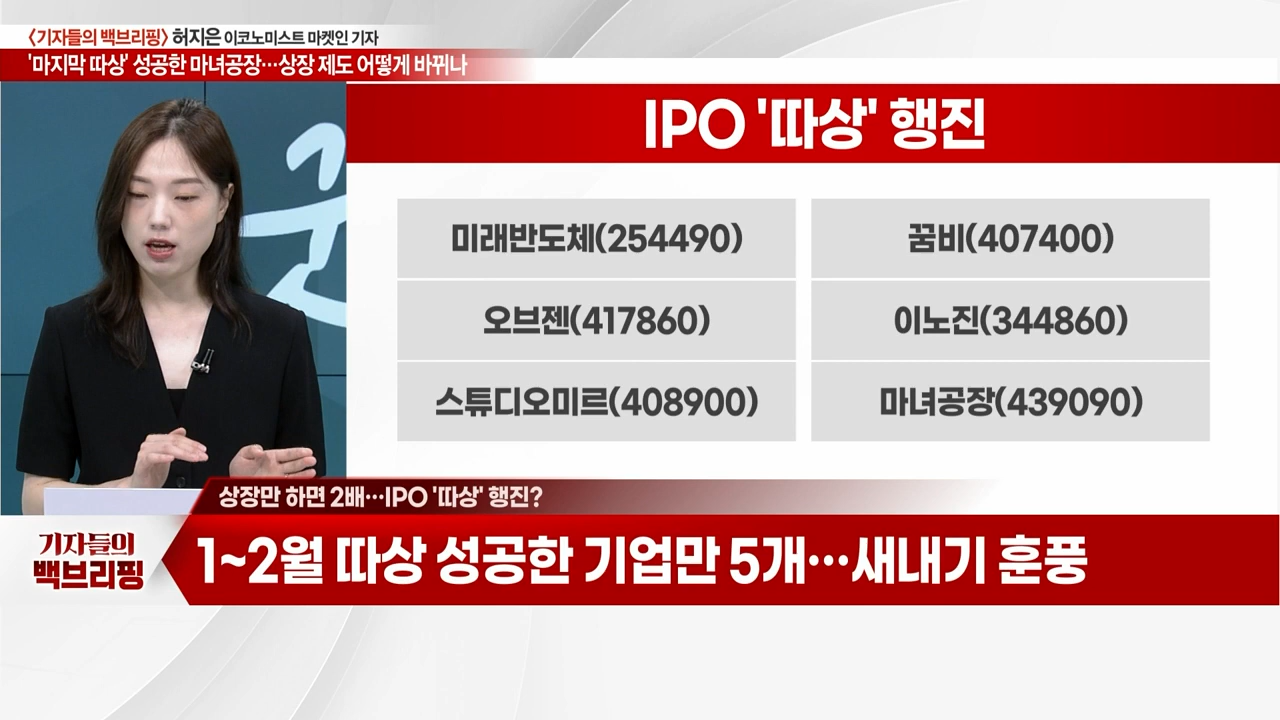 <기자들의 백브리핑> 허지은 이코노미스트 마켓인 기자
'마지막 따상' 성공한 마녀공장…상장 제도 어떻게 바뀌나
IPO '따상' 행진
미래반도체(254490)
꿈비(407400)
오브젠(417860)
이노진(344860)
스튜디오미르(408900)
마녀공장(439090)
상장만 하면 2배…IPO '따상' 행진?
기자들의
백브리핑
1~2월 따상 성공한 기업만 5개…새내기 훈풍